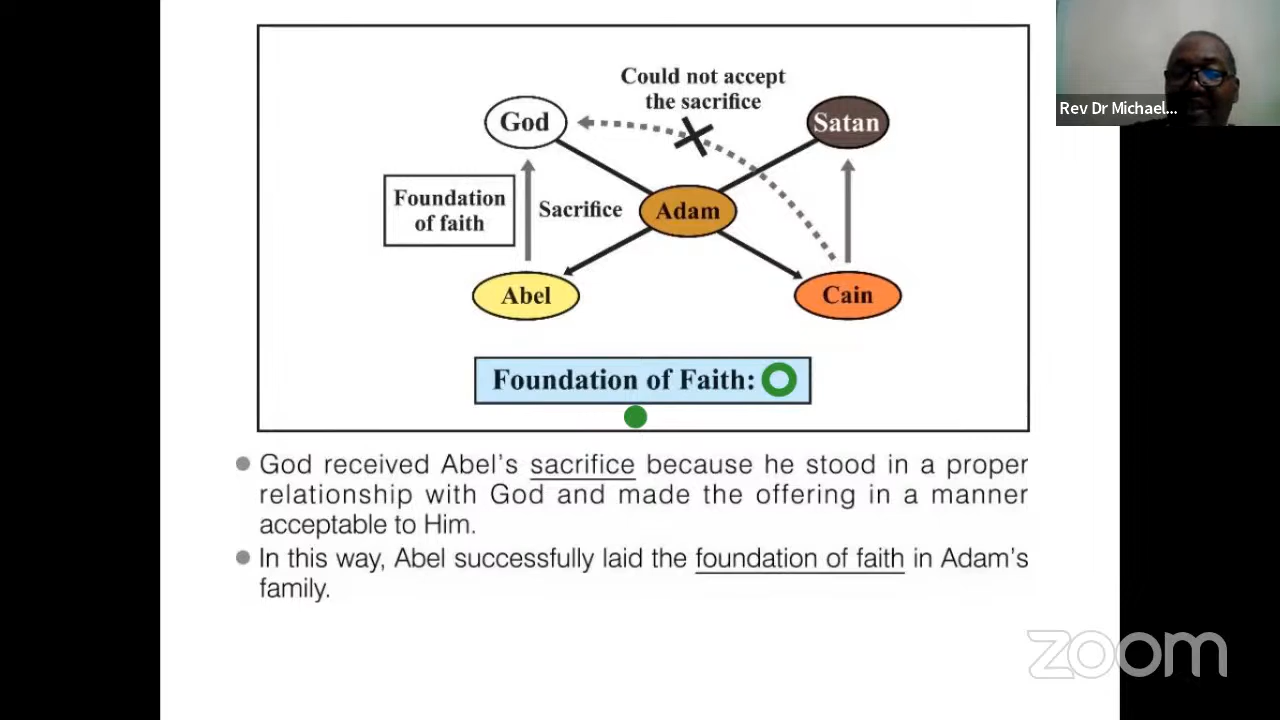 Could not accept
the sacrifice
God
Satan
Rev Dr Michael...
Foundation
of faith
Sacrifice
Adam
Abel
Cain
Foundation of Faith:
God received Abel's sacrifice because he stood in a proper
relationship with God and made the offering in a manner
acceptable to Him.
In this way, Abel successfully laid the foundation of faith in Adam's
family.
zoom